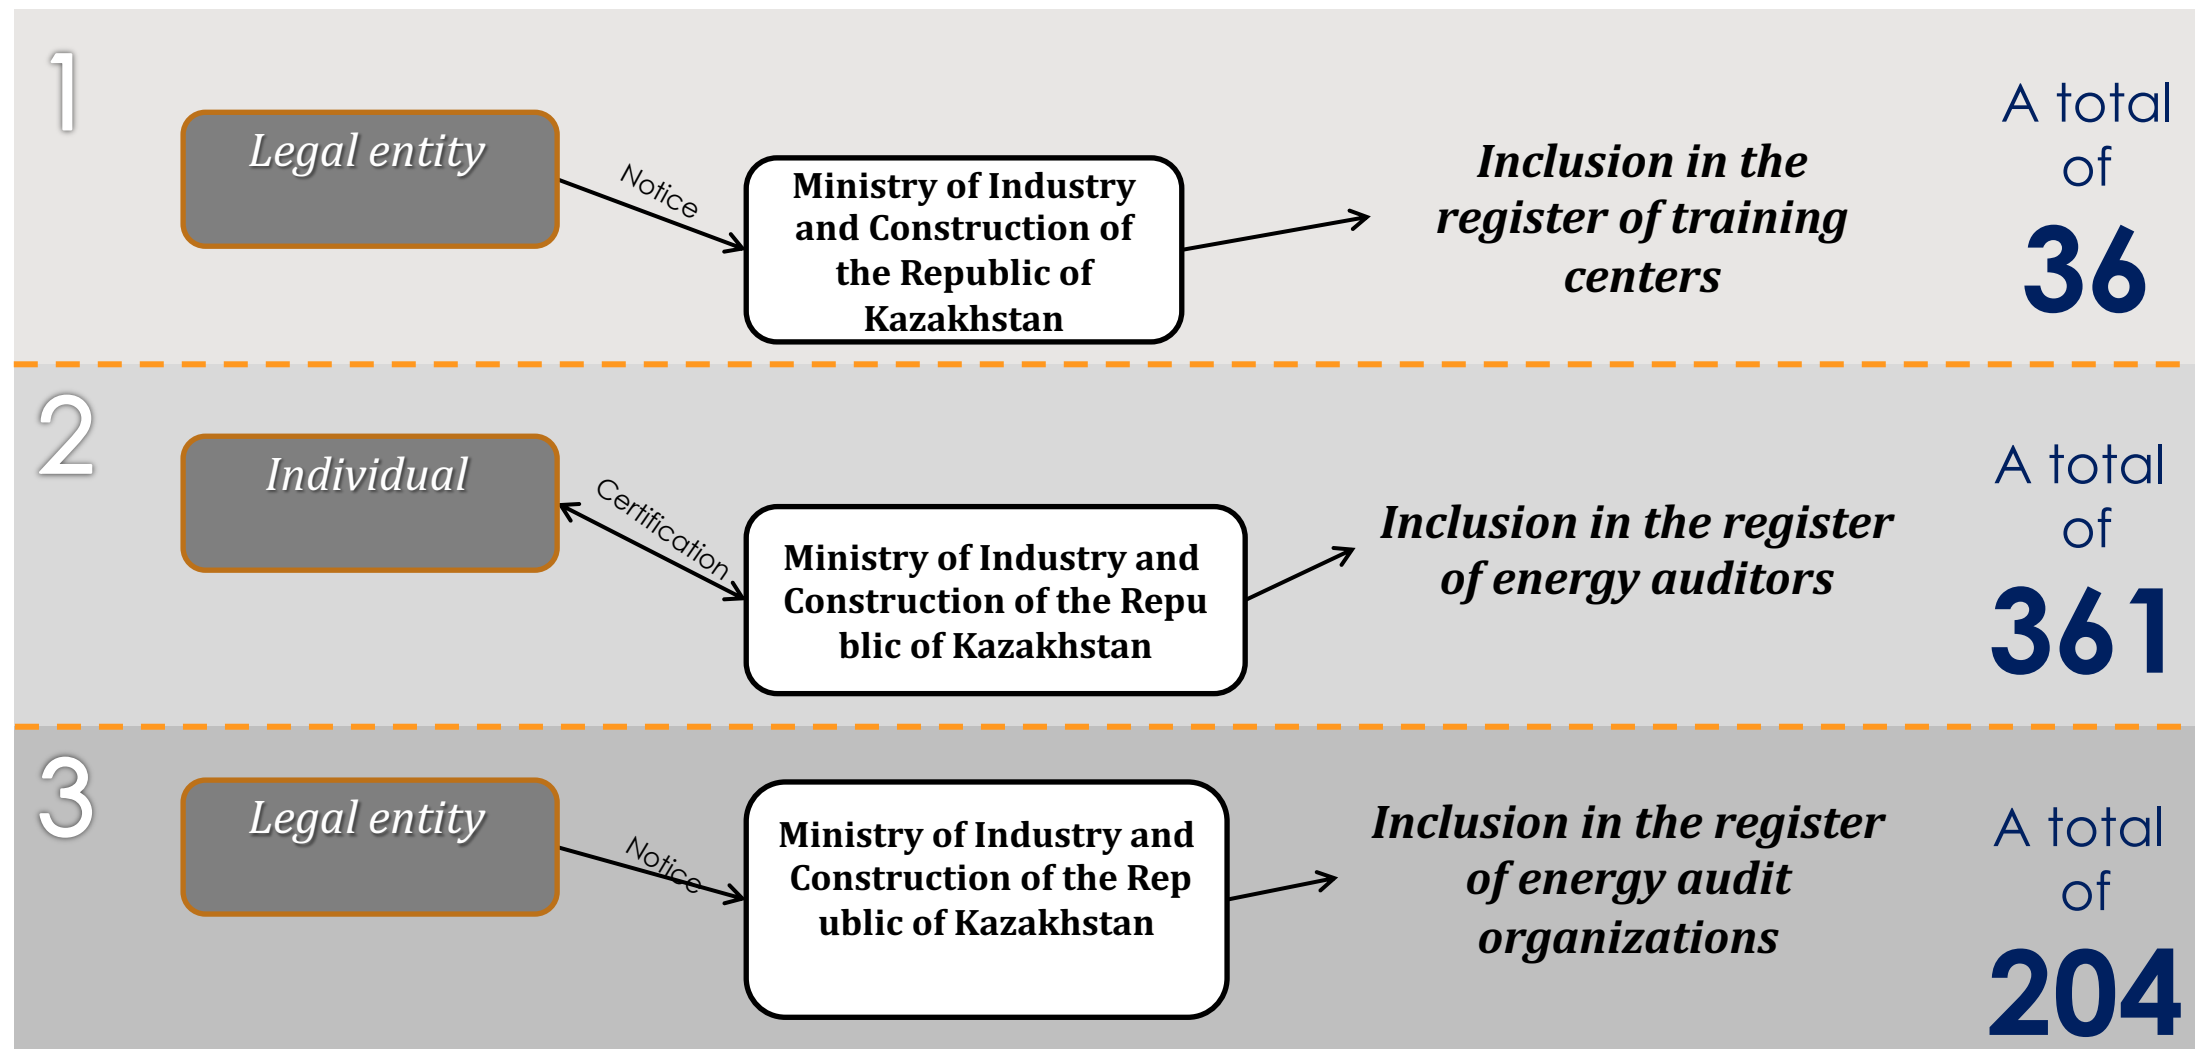 1
Legal entity
Notice
Ministry of Industry
and Construction of
the Republic of
Kazakhstan
Inclusion in the
register of training
centers
A total
of
36
2
Individual
Certification
Ministry of Industry and
Construction of the Repu
blic of Kazakhstan
Inclusion in the register
of energy auditors
A total
of
361
3
Legal entity
Notice
Ministry of Industry and
Construction of the Rep
ublic of Kazakhstan
Inclusion in the register
of energy audit
organizations
A total
of
204